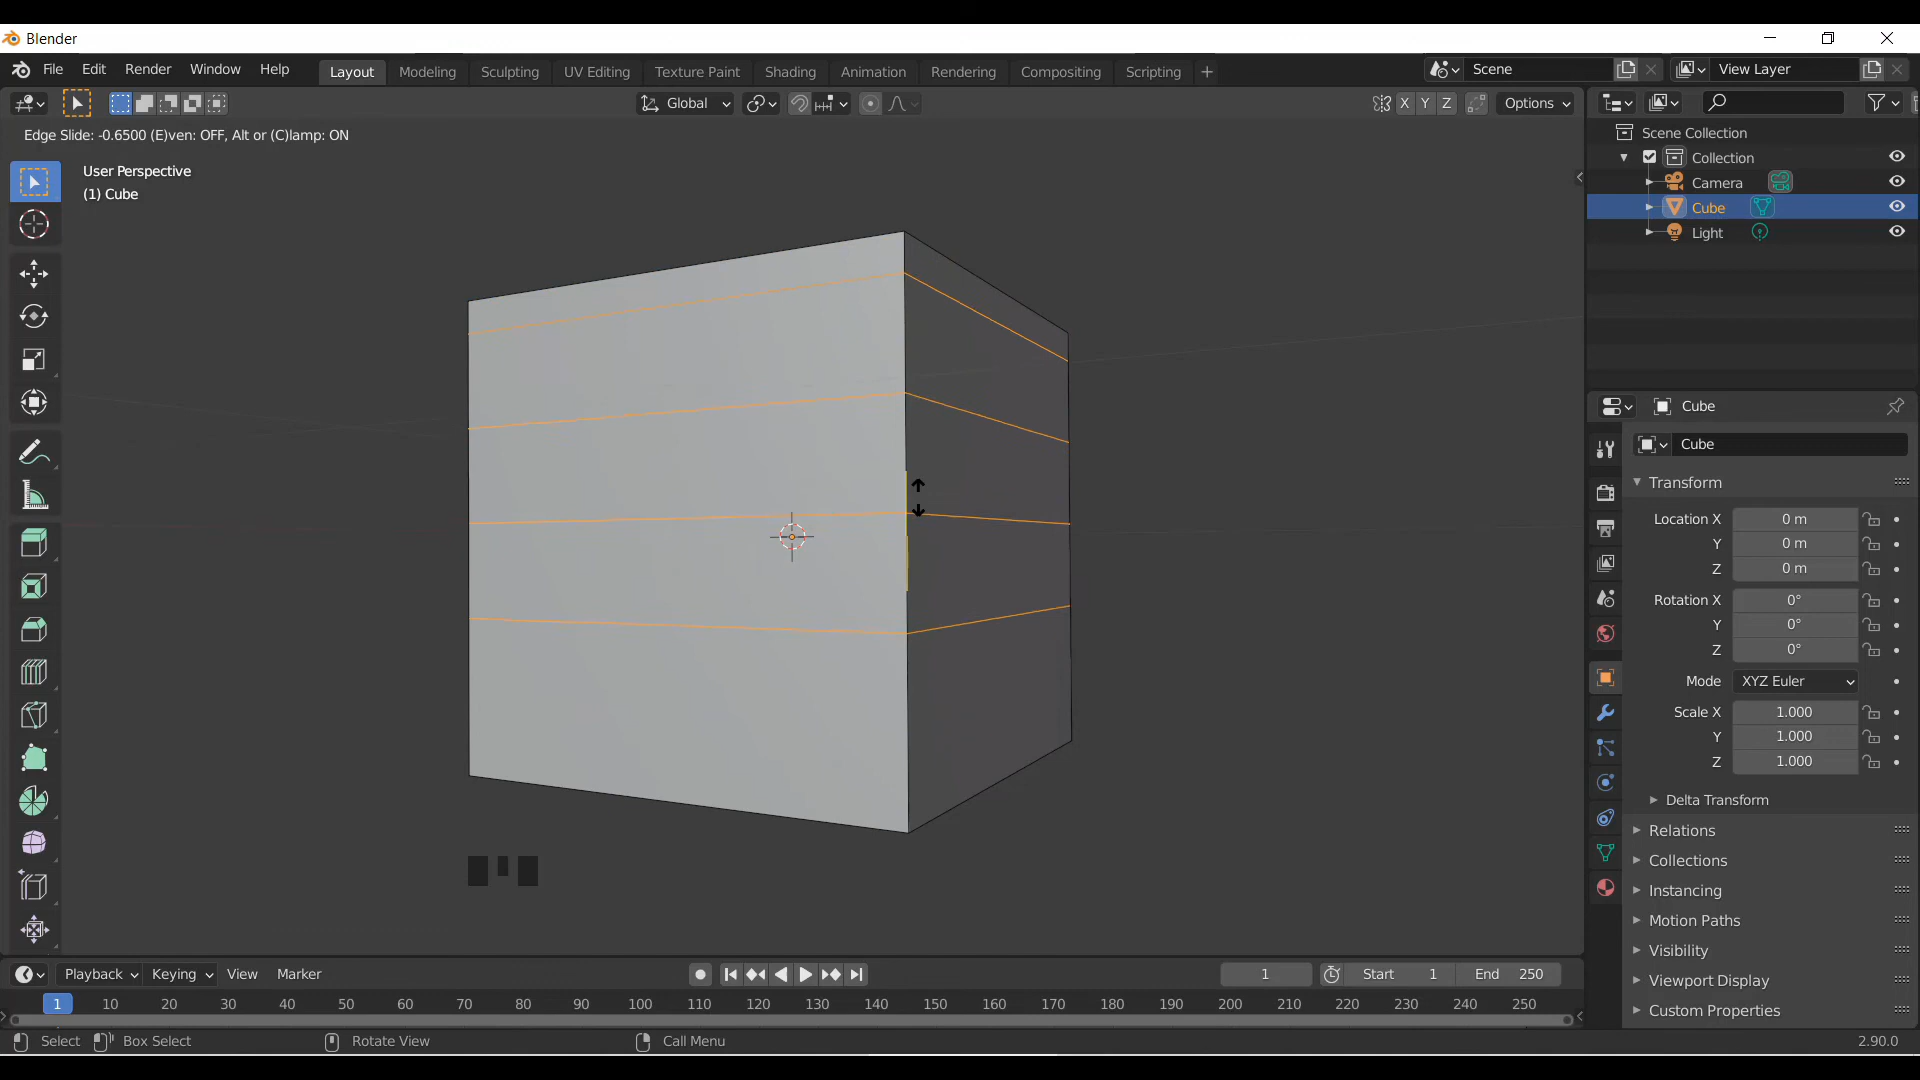 Blender
File Edit Render Window Help Layout Modeling Sculpting UV Editing Texture Paint Shading Animation Rendering Compositing Scripting + Scene View Layer
Global X Y Z Options
Edge Slide: -0.6500 (E)ven: OFF, Alt or (C)lamp: ON
User Perspective
(1) Cube
Scene Collection
Collection
Camera
Cube
Light
Cube
Cube
Transform
Location X 0 m
Y 0 m
Z 0 m
Rotation X 0°
Y 0°
Z 0°
Mode XYZ Euler
Scale X 1.000
Y 1.000
Z 1.000
Delta Transform
Relations
Collections
Instancing
Motion Paths
Visibility
Viewport Display
Custom Properties
Playback Keying View Marker 1 Start 1 End 250
1 10 20 30 40 50 60 70 80 90 100 110 120 130 140 150 160 170 180 190 200 210 220 230 240 250
Select Box Select Rotate View Call Menu 2.90.0